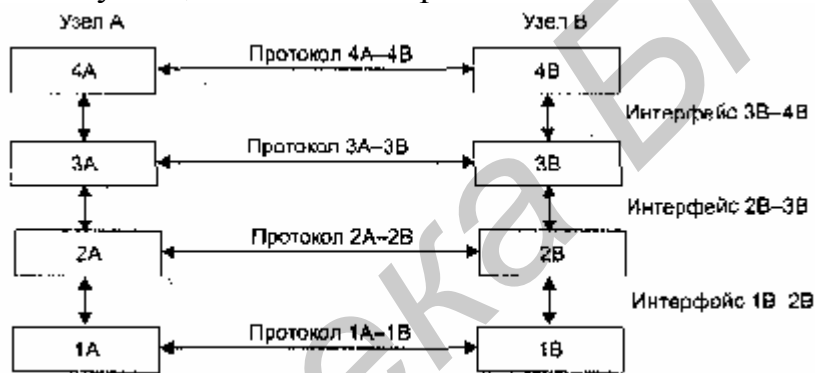 Узел А Узел В
Протокол 4А–4В
4А 4В
Интерфейс 3В–4В
Протокол 3А–3В
3А 3В
Интерфейс 2В–3В
Протокол 2А–2В
2А 2В
Интерфейс 1В–2В
Протокол 1А–1В
1А 1В